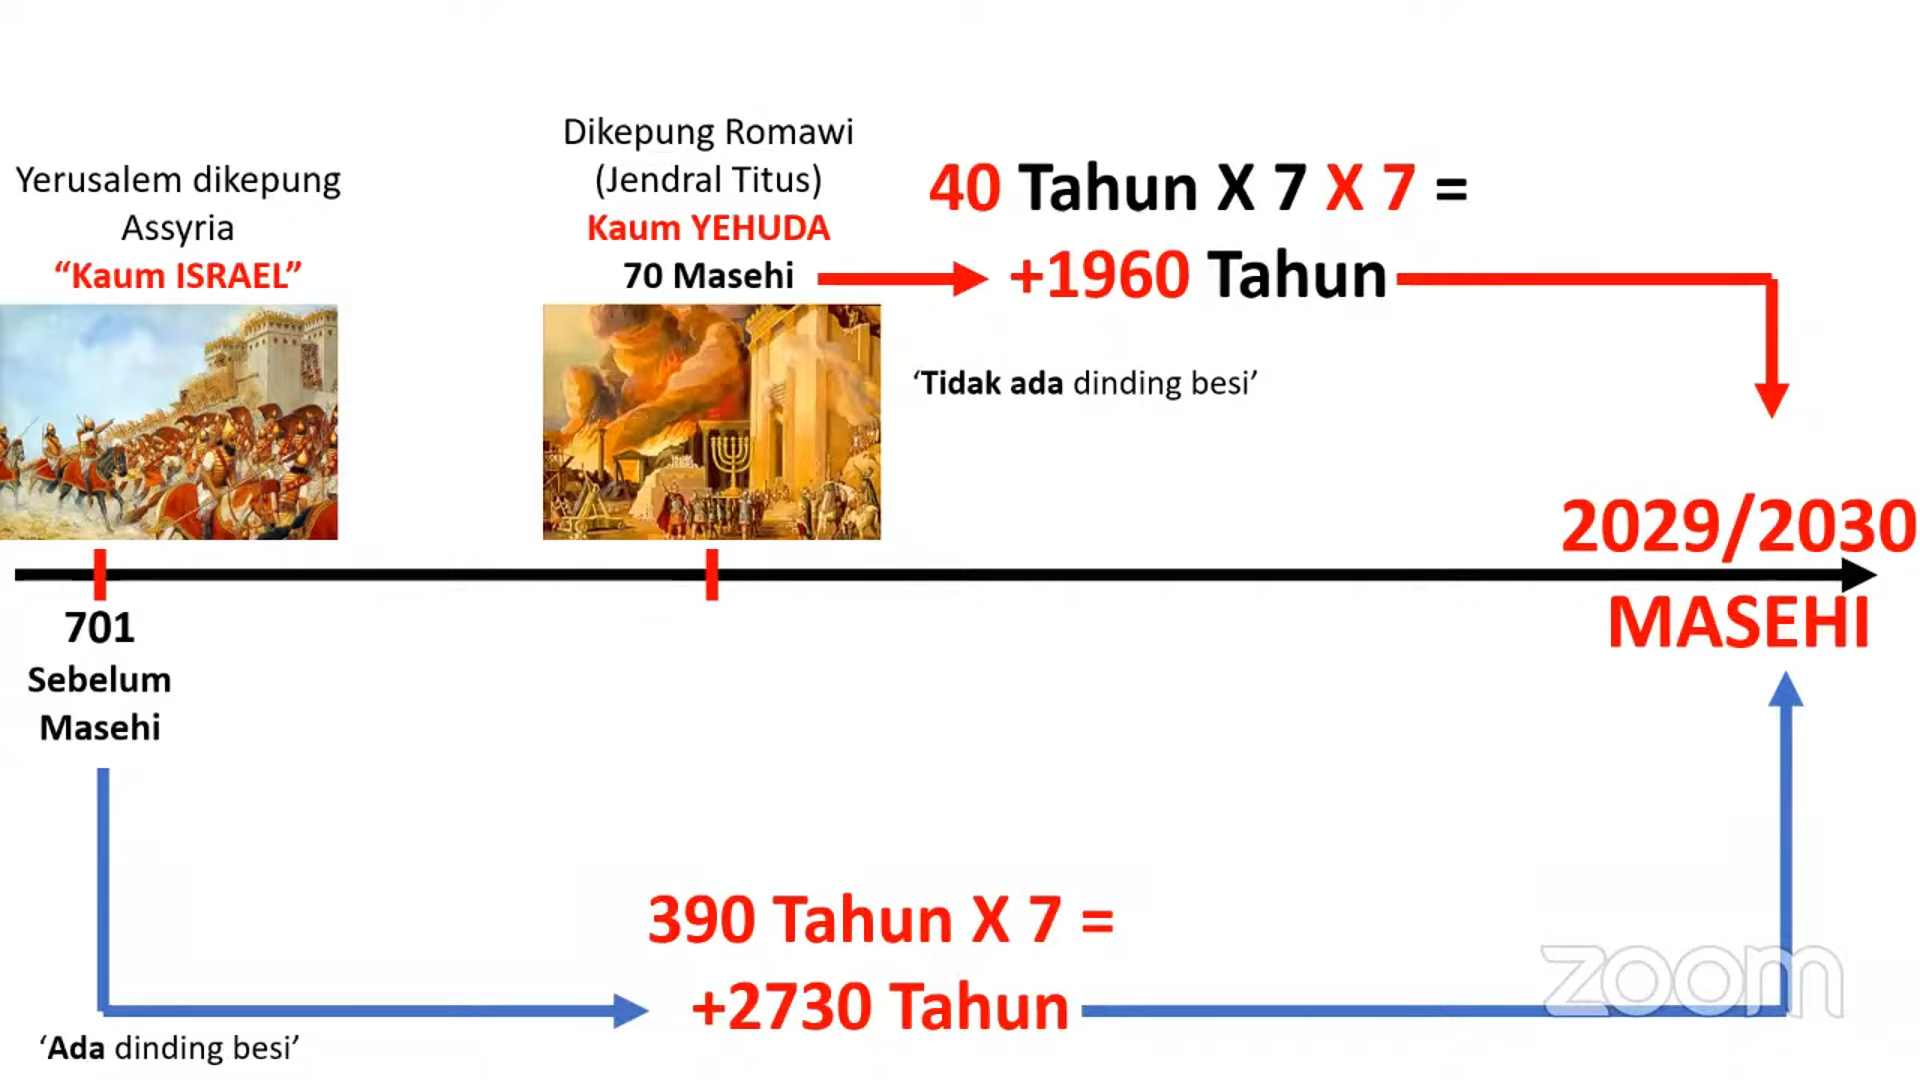 Yerusalem dikepung
Assyria
“Kaum ISRAEL”
Dikepung Romawi
(Jendral Titus)
Kaum YEHUDA
70 Masehi
40 Tahun X 7 X 7 =
+1960 Tahun
‘Tidak ada dinding besi’
2029/2030
MASEHI
701
Sebelum
Masehi
390 Tahun X 7 =
+2730 Tahun
‘Ada dinding besi’
zoom